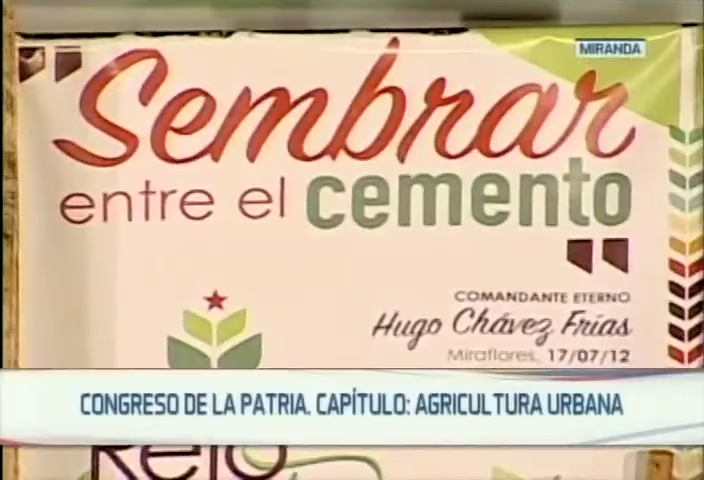 MIRANDA
"Sembrar
entre el cemento"
COMANDANTE ETERNO
Hugo Chávez Frías
Miraflores, 17/07/12
CONGRESO DE LA PATRIA. CAPÍTULO: AGRICULTURA URBANA